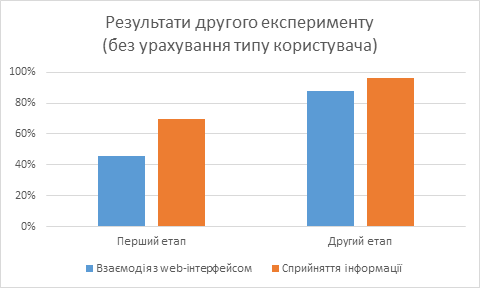 Результати другого експерименту
(без урахування типу користувача)
100%
80%
60%
40%
20%
0%
Перший етап
Другий етап
Взаємодія з web-інтерфейсом
Сприйняття інформації